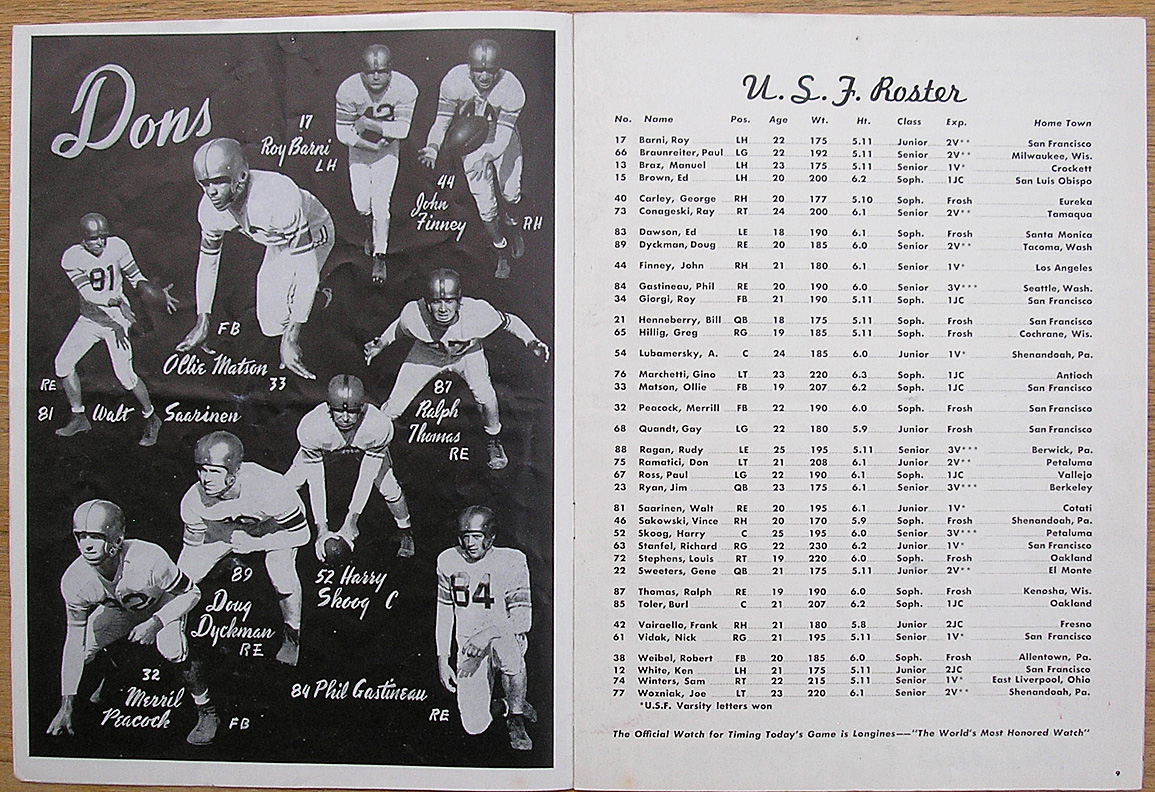 Dons
17
Roy Barni
LH
44
John
Finney
RH
81
FB
Ollie Matson
33
RE
81 Walt Saarinen
87
Ralph
Thomas
RE
89
Doug
Dyckman
RE
52 Harry
Skoog C
84
32
Merril
Peacock
FB
84 Phil Gastineau
RE
U. S. F. Roster
No. Name Pos. Age Wt. Ht. Class Exp. Home Town
17 Barni, Roy LH 22 175 5.11 Junior 2V** San Francisco
66 Braunreiter, Paul LG 22 192 5.11 Senior 2V** Milwaukee, Wis.
13 Braz, Manuel LH 23 175 5.11 Senior 1V* Crockett
15 Brown, Ed LH 20 200 6.2 Soph. 1JC San Luis Obispo
40 Carley, George RH 20 177 5.10 Soph. Frosh Eureka
73 Conageski, Ray RT 24 200 6.1 Senior 2V** Tamaqua
83 Dawson, Ed LE 18 190 6.1 Soph. Frosh Santa Monica
89 Dyckman, Doug RE 20 185 6.0 Senior 2V** Tacoma, Wash
44 Finney, John RH 21 180 6.1 Senior 1V* Los Angeles
84 Gastineau, Phil RE 20 190 6.0 Senior 3V*** Seattle, Wash.
34 Giorgi, Roy FB 21 190 5.11 Soph. 1JC San Francisco
21 Henneberg, Bill QB 18 175 5.11 Soph. Frosh San Francisco
65 Hillig, Greg RG 19 185 5.11 Soph. Frosh Cochrane, Wis.
54 Lubamersky, A. C 24 185 6.0 Junior 1V* Shenandoah, Pa.
76 Marchetti, Gino LT 23 220 6.3 Soph. 1JC Antioch
33 Matson, Ollie FB 19 207 6.2 Soph. 1JC San Francisco
32 Peacock, Merrill FB 22 190 6.0 Soph. Frosh San Francisco
68 Quandt, Gay LG 22 180 5.9 Junior Frosh San Francisco
88 Ragan, Rudy LE 25 195 5.11 Senior 3V*** Berwick, Pa.
75 Ramatici, Don LT 21 208 6.1 Junior 2V** Petaluma
67 Ross, Paul LG 22 190 6.1 Soph. 1JC Vallejo
23 Ryan, Jim QB 23 175 6.1 Senior 3V*** Berkeley
81 Saarinen, Walt RE 20 195 6.1 Junior 1V* Cotati
46 Sakowski, Vince RH 20 170 5.9 Soph. Frosh Shenandoah, Pa.
52 Skoog, Harry C 25 195 6.0 Senior 3V*** Petaluma
63 Stanfel, Richard RG 22 230 6.2 Junior 1V* San Francisco
72 Stephens, Louis RT 19 220 6.0 Soph. Frosh Oakland
22 Sweeters, Gene QB 21 175 5.11 Junior 2V** El Monte
87 Thomas, Ralph RE 19 190 6.0 Soph. Frosh Kenosha, Wis.
85 Toler, Burl C 21 207 6.2 Soph. 1JC Oakland
42 Vairaello, Frank RH 21 180 5.8 Junior 2JC Fresno
61 Vidak, Nick RG 21 195 5.11 Senior 1V* San Francisco
38 Weibel, Robert FB 20 185 6.0 Soph. Frosh Allentown, Pa.
12 White, Ken LH 21 175 5.11 Junior 2JC San Francisco
74 Winters, Sam RT 22 215 5.11 Senior 1V* East Liverpool, Ohio
77 Wozniak, Joe LT 23 220 6.1 Senior 2V** Shenandoah, Pa.
*U.S.F. Varsity letters won
The Official Watch for Timing Today's Game is Longines—"The World's Most Honored Watch"
9